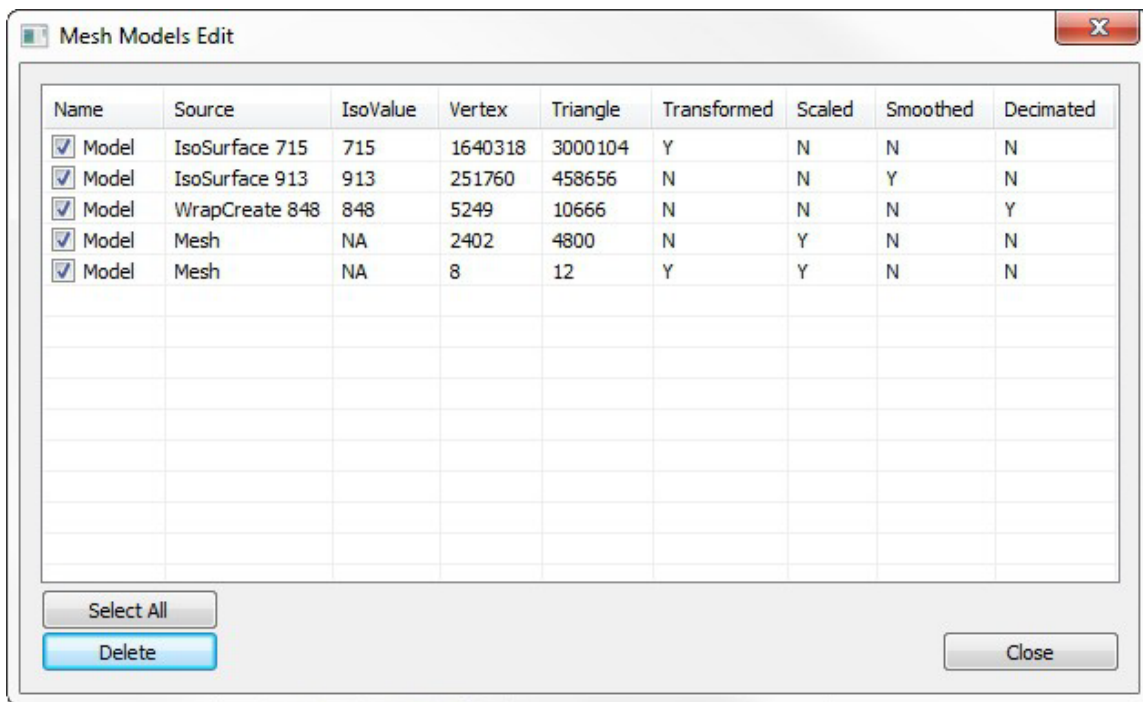 Mesh Models Edit
Name Source IsoValue Vertex Triangle Transformed Scaled Smoothed Decimated
Model IsoSurface 715 715 1640318 3000104 Y N N N
Model IsoSurface 913 913 251760 458656 N N Y N
Model WrapCreate 848 848 5249 10666 N N N Y
Model Mesh NA 2402 4800 N Y N N
Model Mesh NA 8 12 Y Y N N
Select All
Delete Close